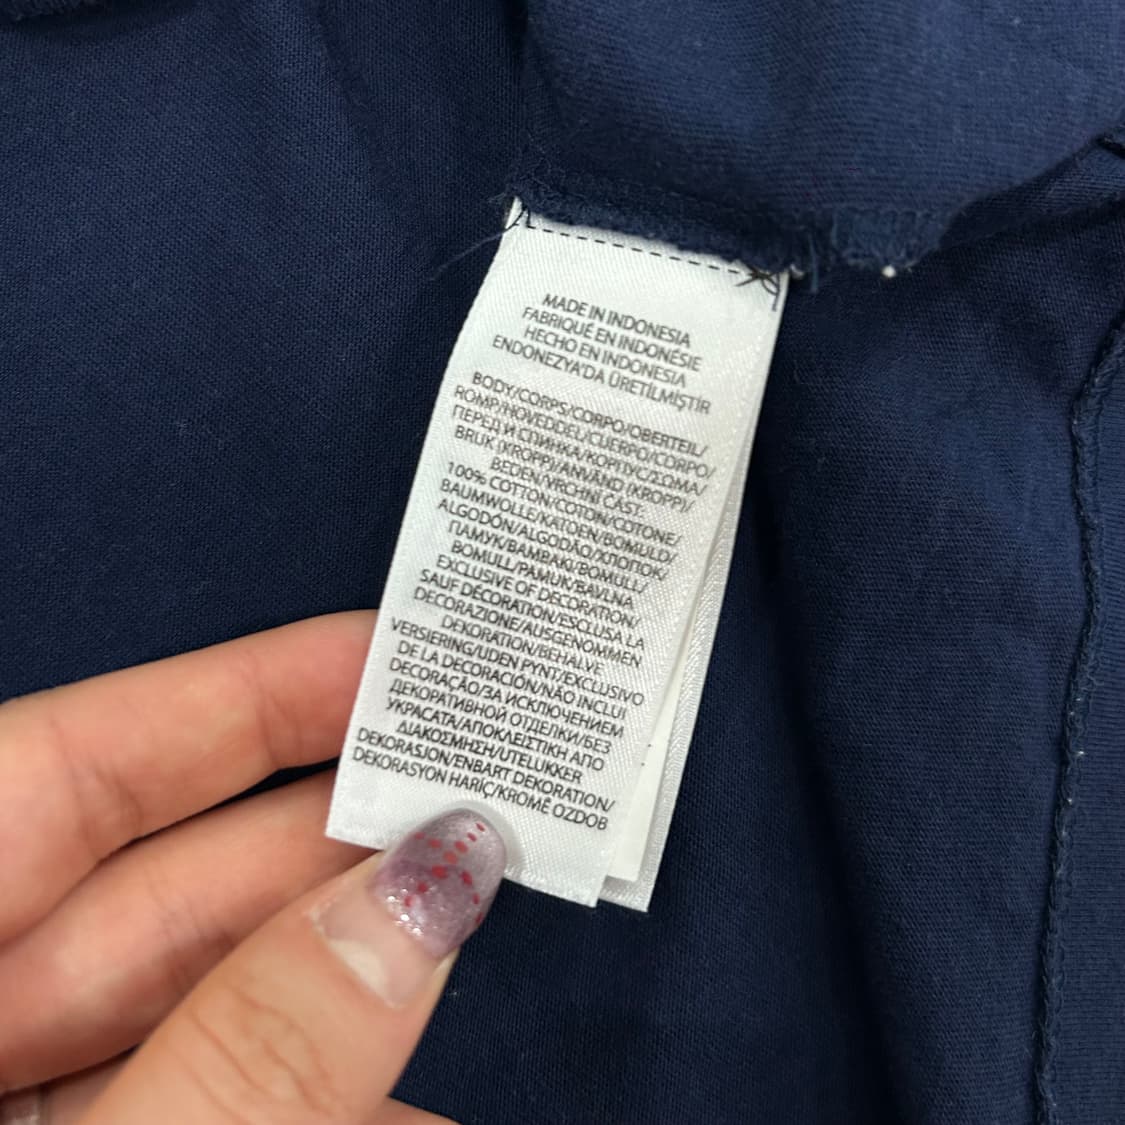 MADE IN INDONESIA
FABRIQUÉ EN INDONÉSIE
HECHO EN INDONESIA
ENDONEZYA'DA ÜRETİLMİŞTİR
BODY/CORPS/CORPO/OBERTEIL/
ROMP/HOVEDDEL/CUERPO/CORPO/
ПЕРЕД И СПИНКА/КОРПУС/ΣΩΜΑ/
BRUK (KROPP)/ANVÄND (KROPP)/
BEDEN/VRCHNÍ ČÁST-
100% COTTON/COTON/COTONE/
BAUMWOLLE/KATOEN/BOMULD/
ALGODÓN/ALGODÃO/ХЛОПОК/
ПАМУК/ΒΑΜΒΑΚΙ/BOMULL/
BOMULL/PAMUK/BAVLNA
EXCLUSIVE OF DECORATION/
SAUF DÉCORATION/ESCLUSA LA
DECORAZIONE/AUSGENOMMEN
DEKORATION/BEHALVE
VERSIERING/UDEN PYNT/EXCLUSIVO
DE LA DECORACIÓN/NÃO INCLUI
DECORAÇÃO/ЗА ИСКЛЮЧЕНИЕМ
ДЕКОРАТИВНОЙ ОТДЕЛКИ/БЕЗ
УКРАСАТА/ΑΠΟΚΛΕΙΣΤΙΚΗ ΑΠΟ
ΔΙΑΚΟΣΜΗΣΗ/UTELUKKER
DEKORASJON/ENBART DEKORATION/
DEKORASYON HARİÇ/KROMĚ OZDOB